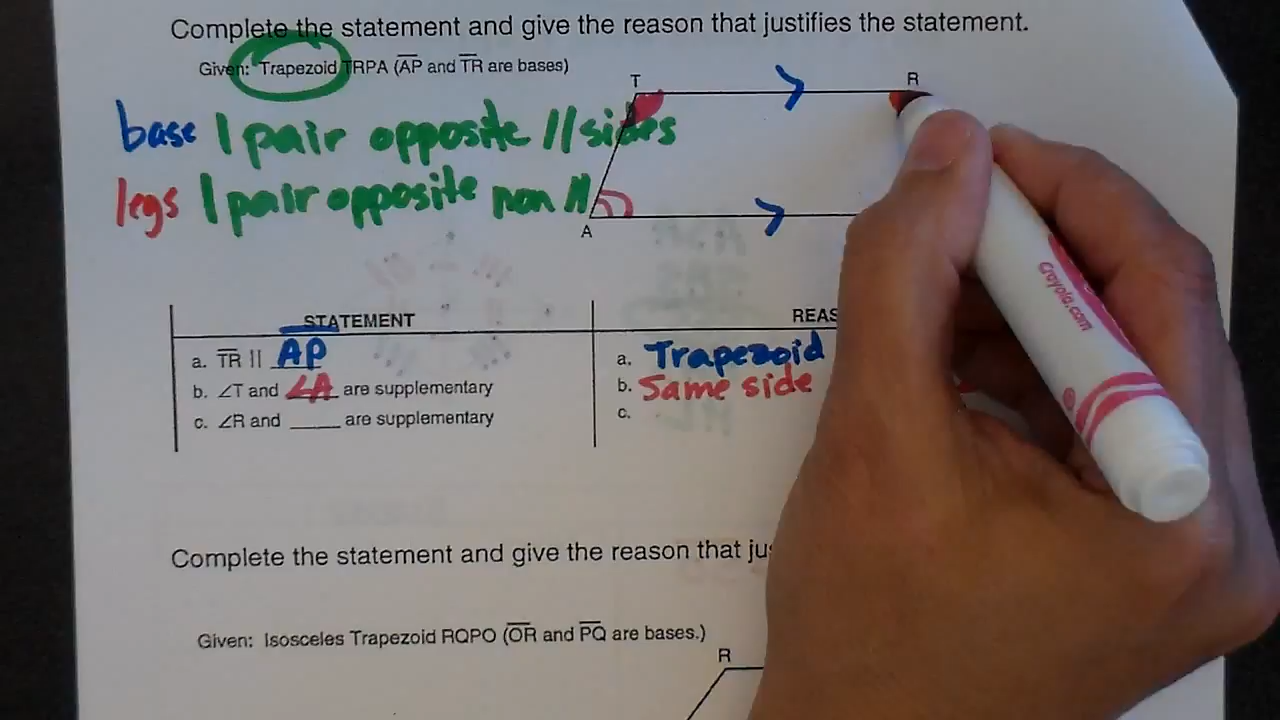 Complete the statement and give the reason that justifies the statement.
Given: Trapezoid TRPA (AP and TR are bases)
T
R
base 1 pair opposite // sides
legs 1 pair opposite non //
A
STATEMENT
REAS
a. TR || AP
a. Trapezoid
b. ∠T and ∠A are supplementary
b. Same side
c. ∠R and _____ are supplementary
c.
Crayola.com
Complete the statement and give the reason that jus
Given: Isosceles Trapezoid RQPO (OR and PQ are bases.)
R